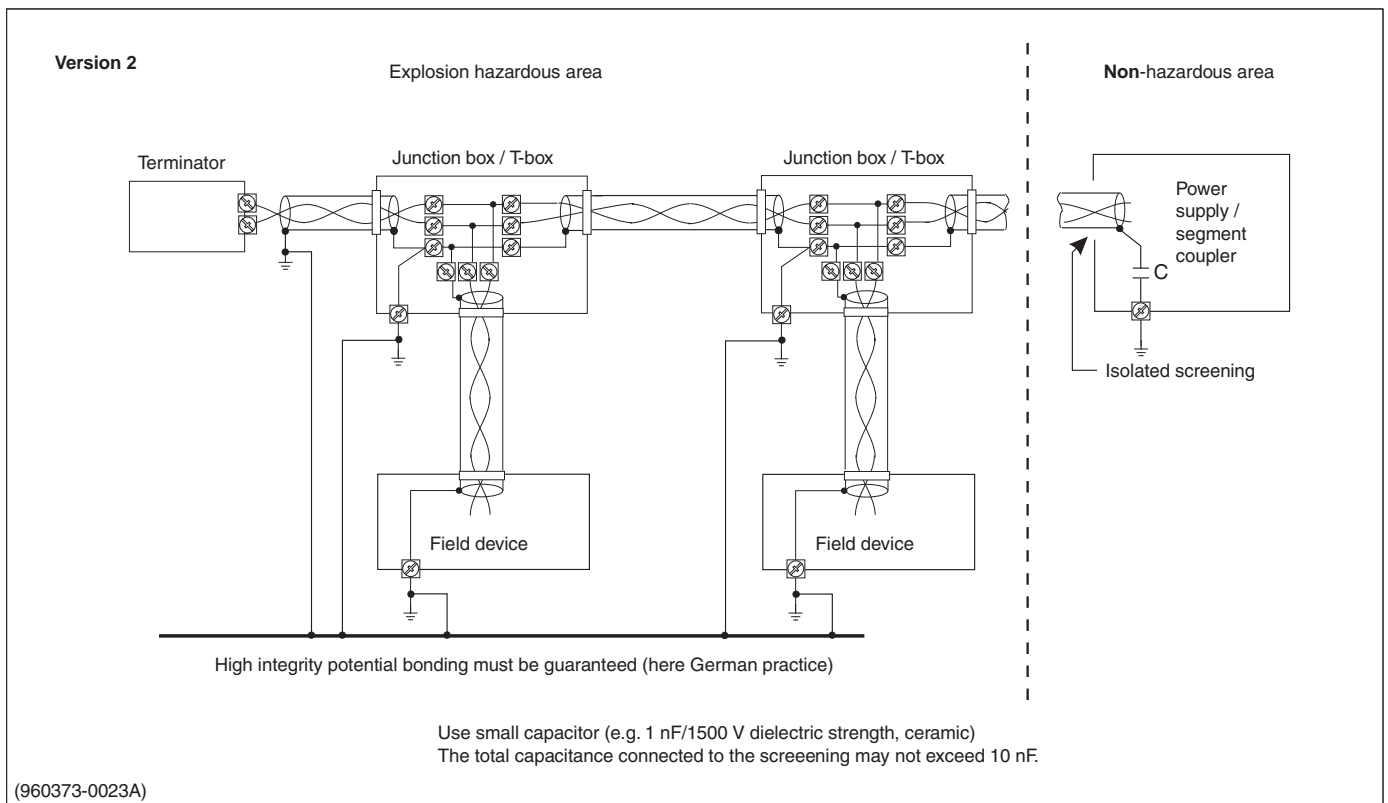 Version 2
Explosion hazardous area
Non-hazardous area
Terminator
Junction box / T-box
Junction box / T-box
Power
supply /
segment
coupler
C
Isolated screening
Field device
Field device
High integrity potential bonding must be guaranteed (here German practice)
Use small capacitor (e.g. 1 nF/1500 V dielectric strength, ceramic)
The total capacitance connected to the screeening may not exceed 10 nF.
(960373-0023A)